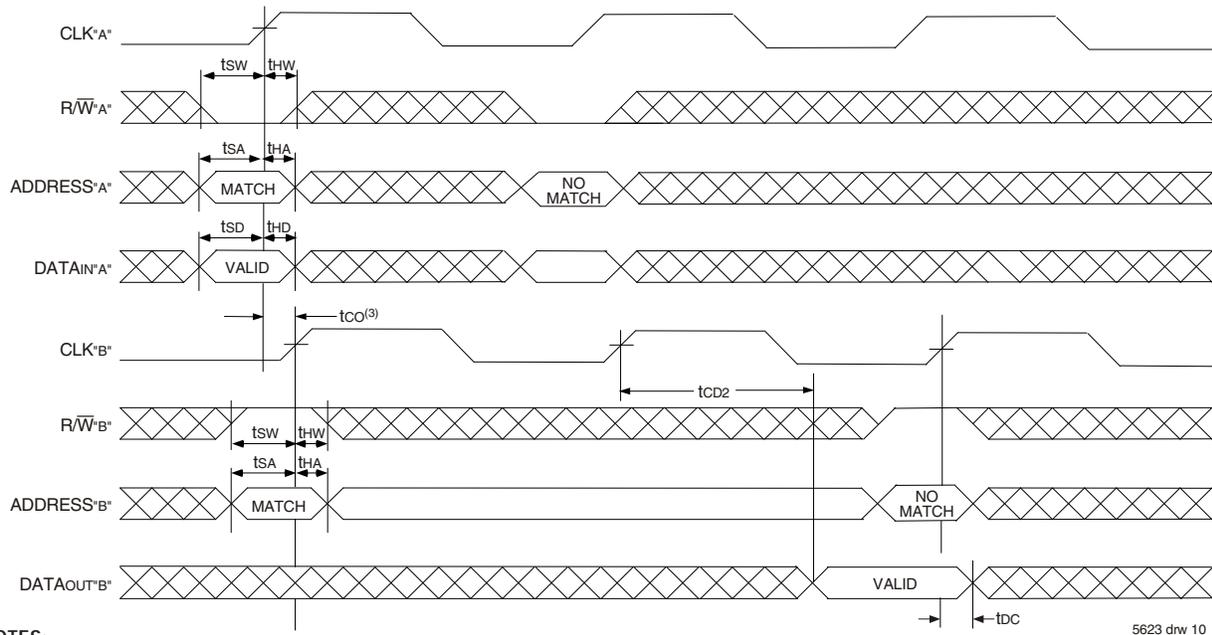 CLK"A"
tSW tHW
R/W̅"A"
tSA tHA
ADDRESS"A" MATCH NO MATCH
tSD tHD
DATAIN"A" VALID
tCO(3)
CLK"B"
tCD2
R/W̅"B"
tSW tHW
tSA tHA
ADDRESS"B" MATCH NO MATCH
DATAOUT"B" VALID
tDC
5623 drw 10